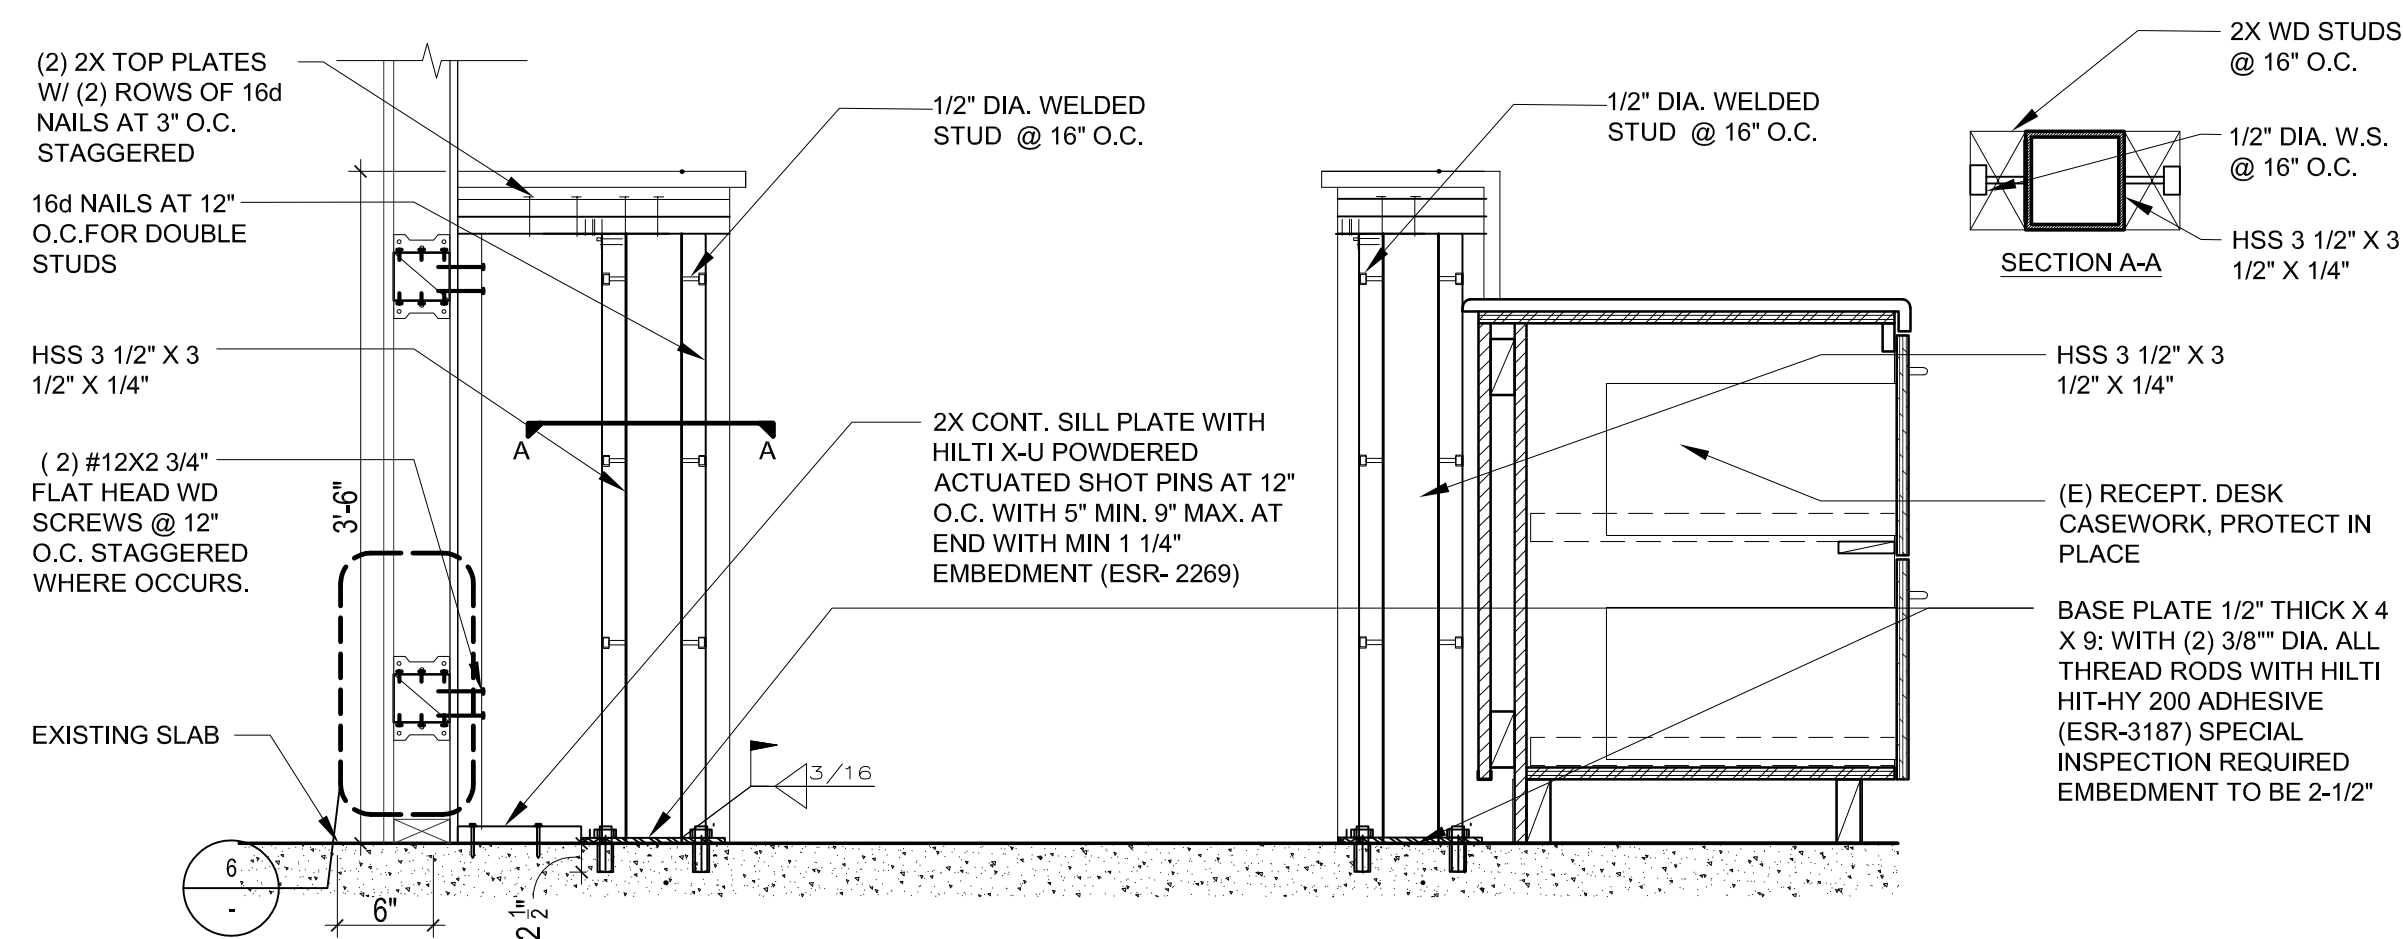 (2) 2X TOP PLATES
W/ (2) ROWS OF 16d
NAILS AT 3" O.C.
STAGGERED
16d NAILS AT 12"
O.C.FOR DOUBLE
STUDS
HSS 3 1/2" X 3
1/2" X 1/4"
( 2) #12X2 3/4"
FLAT HEAD WD
SCREWS @ 12"
O.C. STAGGERED
WHERE OCCURS.
EXISTING SLAB
3'-6"
6
-
6"
2 1/2"
A
A
3/16
1/2" DIA. WELDED
STUD @ 16" O.C.
2X CONT. SILL PLATE WITH
HILTI X-U POWDERED
ACTUATED SHOT PINS AT 12"
O.C. WITH 5" MIN. 9" MAX. AT
END WITH MIN 1 1/4"
EMBEDMENT (ESR- 2269)
1/2" DIA. WELDED
STUD @ 16" O.C.
2X WD STUDS
@ 16" O.C.
1/2" DIA. W.S.
@ 16" O.C.
HSS 3 1/2" X 3
1/2" X 1/4"
SECTION A-A
HSS 3 1/2" X 3
1/2" X 1/4"
(E) RECEPT. DESK
CASEWORK, PROTECT IN
PLACE
BASE PLATE 1/2" THICK X 4
X 9: WITH (2) 3/8"" DIA. ALL
THREAD RODS WITH HILTI
HIT-HY 200 ADHESIVE
(ESR-3187) SPECIAL
INSPECTION REQUIRED
EMBEDMENT TO BE 2-1/2"